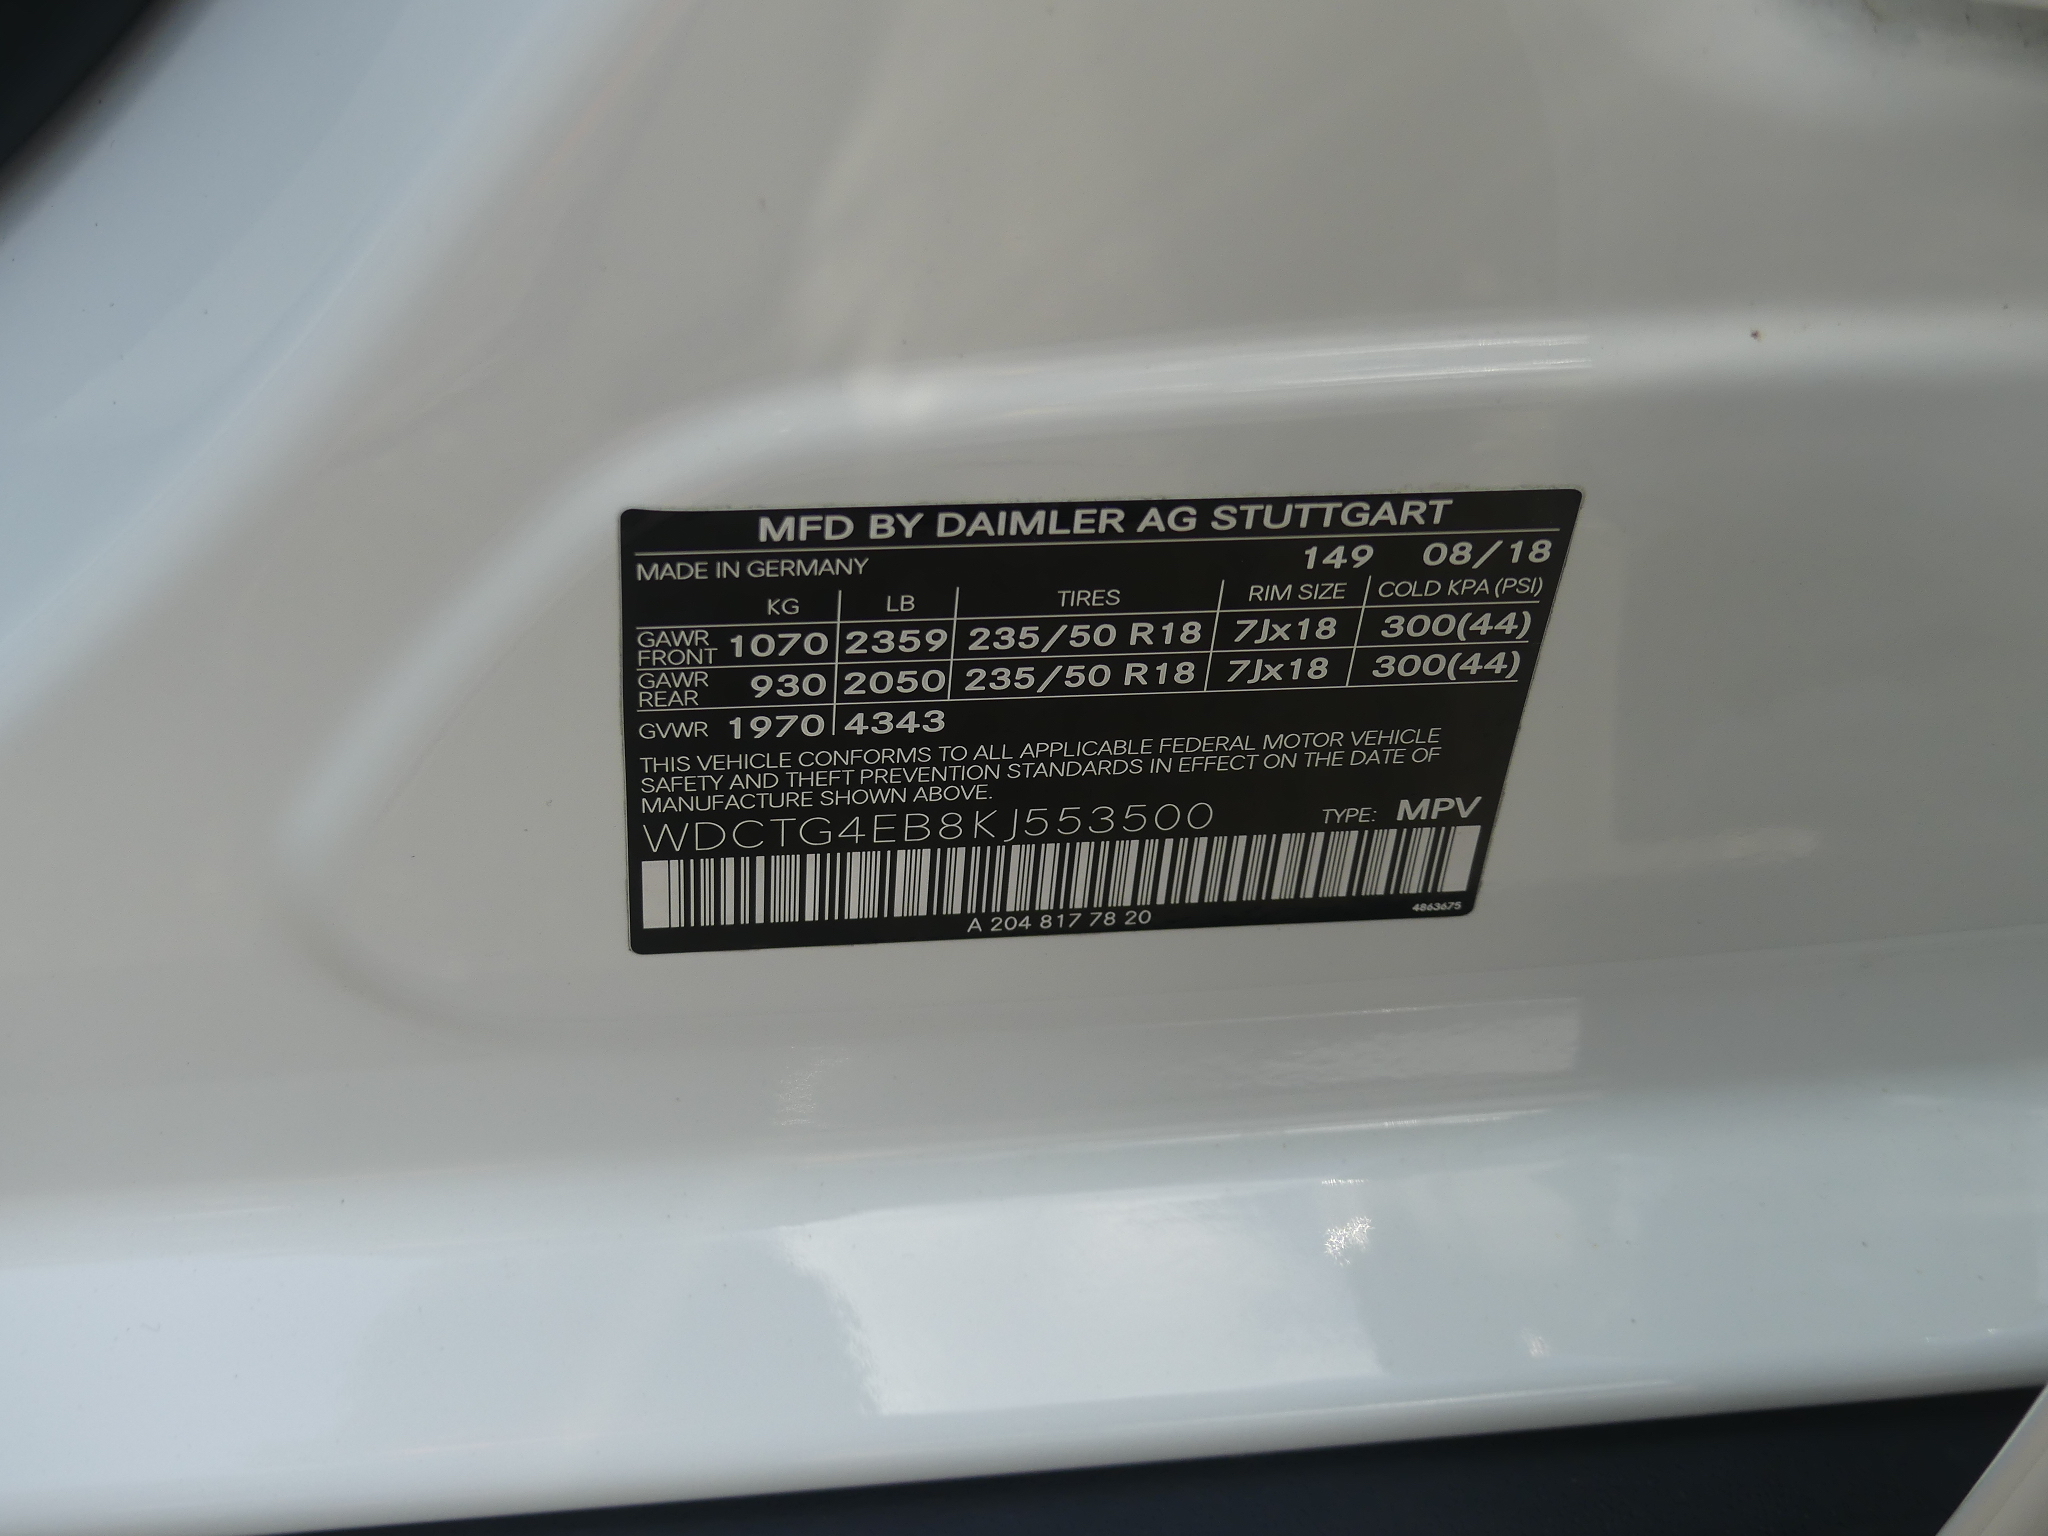 MFD BY DAIMLER AG STUTTGART
MADE IN GERMANY 149 08/18
KG LB TIRES RIM SIZE COLD KPA (PSI)
GAWR FRONT 1070 2359 235/50 R18 7Jx18 300(44)
GAWR REAR 930 2050 235/50 R18 7Jx18 300(44)
GVWR 1970 4343
THIS VEHICLE CONFORMS TO ALL APPLICABLE FEDERAL MOTOR VEHICLE
SAFETY AND THEFT PREVENTION STANDARDS IN EFFECT ON THE DATE OF
MANUFACTURE SHOWN ABOVE.
WDCTG4EB8KJ553500 TYPE: MPV
A 204 817 78 20 4863675